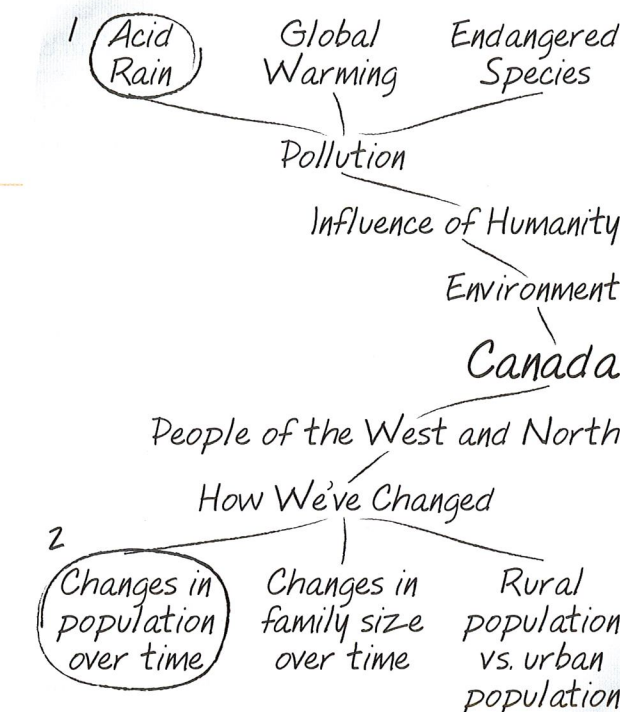 1
Acid
Rain
Global
Warming
Endangered
Species
Pollution
Influence of Humanity
Environment
Canada
People of the West and North
How We've Changed
2
Changes in
population
over time
Changes in
family size
over time
Rural
population
vs. urban
population